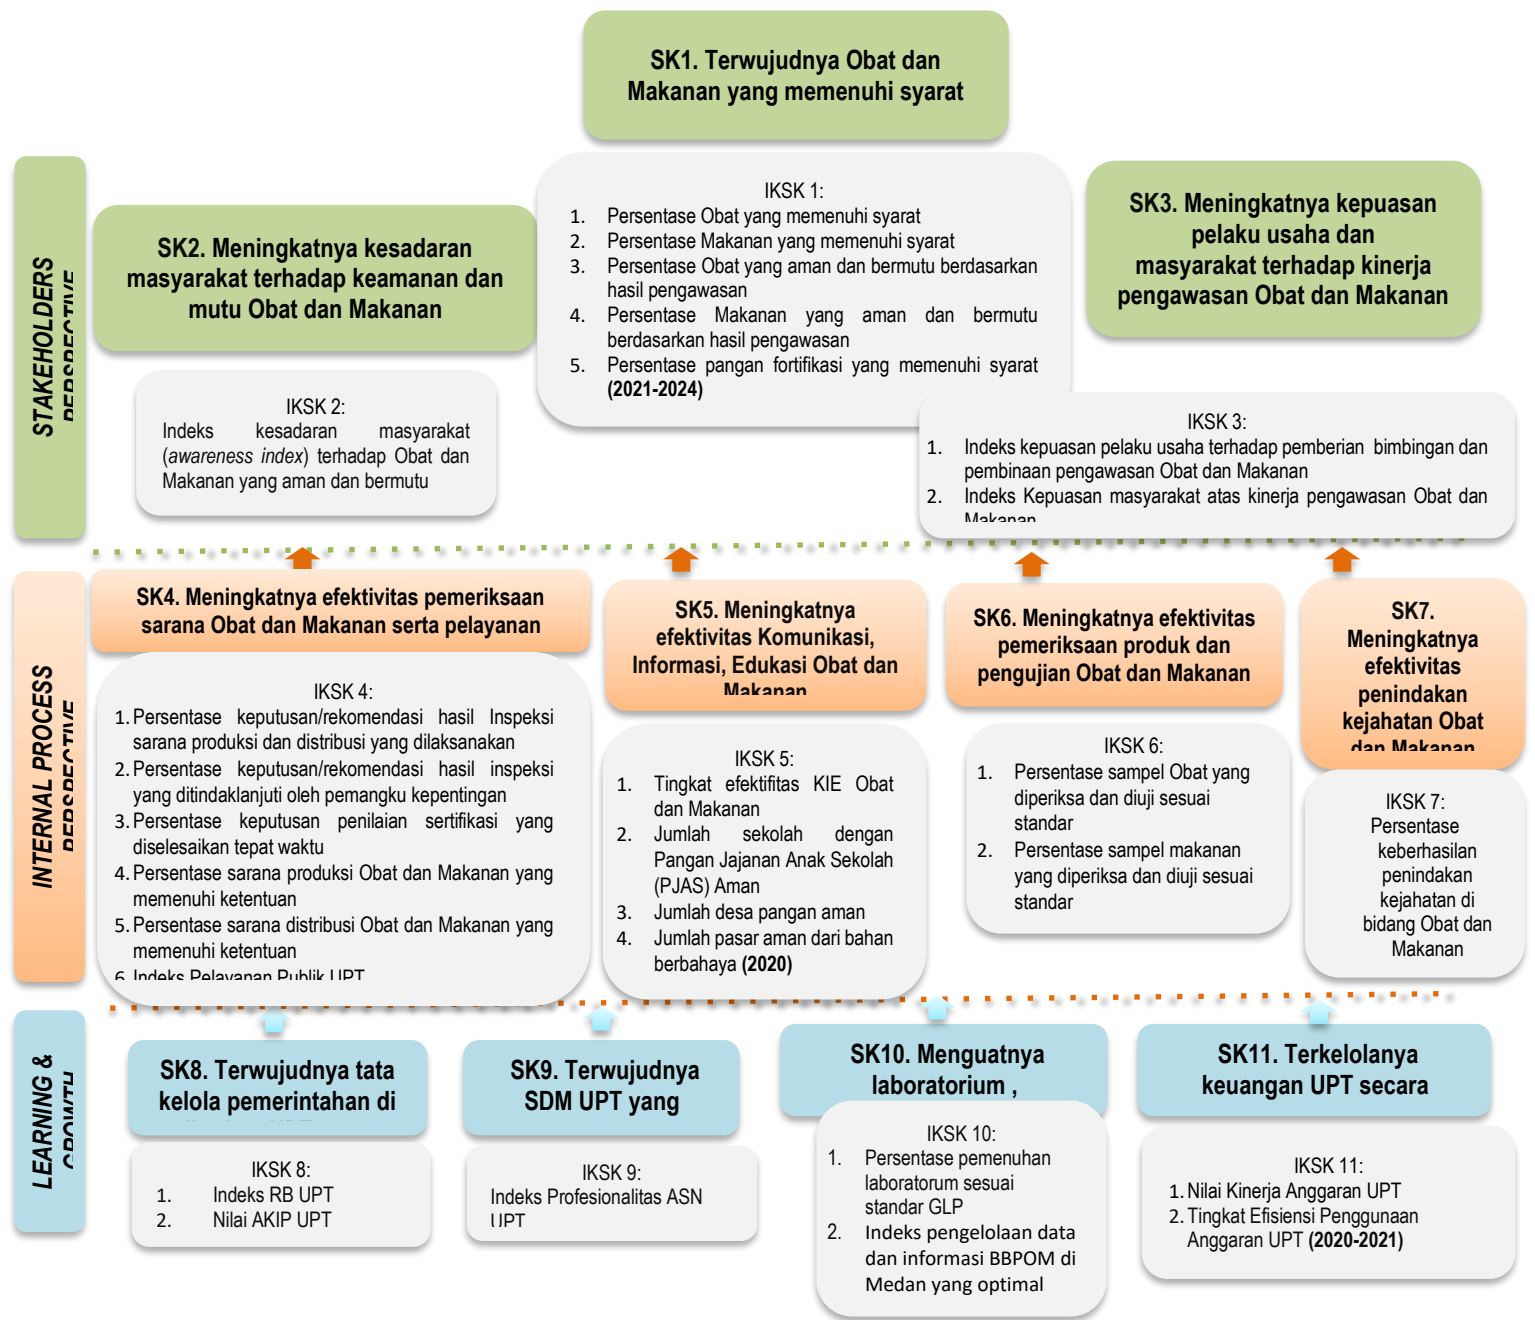 SK1. Terwujudnya Obat dan
Makanan yang memenuhi syarat
STAKEHOLDERS
PERSPECTIVE
SK2. Meningkatnya kesadaran
masyarakat terhadap keamanan dan
mutu Obat dan Makanan
IKSK 1:
1. Persentase Obat yang memenuhi syarat
2. Persentase Makanan yang memenuhi syarat
3. Persentase Obat yang aman dan bermutu berdasarkan
hasil pengawasan
4. Persentase Makanan yang aman dan bermutu
berdasarkan hasil pengawasan
5. Persentase pangan fortifikasi yang memenuhi syarat
(2021-2024)
SK3. Meningkatnya kepuasan
pelaku usaha dan
masyarakat terhadap kinerja
pengawasan Obat dan Makanan
IKSK 2:
Indeks kesadaran masyarakat
(awareness index) terhadap Obat dan
Makanan yang aman dan bermutu
IKSK 3:
1. Indeks kepuasan pelaku usaha terhadap pemberian bimbingan dan
pembinaan pengawasan Obat dan Makanan
2. Indeks Kepuasan masyarakat atas kinerja pengawasan Obat dan
Makanan
INTERNAL PROCESS
PERSPECTIVE
SK4. Meningkatnya efektivitas pemeriksaan
sarana Obat dan Makanan serta pelayanan
IKSK 4:
1. Persentase keputusan/rekomendasi hasil Inspeksi
sarana produksi dan distribusi yang dilaksanakan
2. Persentase keputusan/rekomendasi hasil inspeksi
yang ditindaklanjuti oleh pemangku kepentingan
3. Persentase keputusan penilaian sertifikasi yang
diselesaikan tepat waktu
4. Persentase sarana produksi Obat dan Makanan yang
memenuhi ketentuan
5. Persentase sarana distribusi Obat dan Makanan yang
memenuhi ketentuan
6. Indeks Pelayanan Publik UPT
SK5. Meningkatnya
efektivitas Komunikasi,
Informasi, Edukasi Obat dan
Makanan
IKSK 5:
1. Tingkat efektifitas KIE Obat
dan Makanan
2. Jumlah sekolah dengan
Pangan Jajanan Anak Sekolah
(PJAS) Aman
3. Jumlah desa pangan aman
4. Jumlah pasar aman dari bahan
berbahaya (2020)
SK6. Meningkatnya efektivitas
pemeriksaan produk dan
pengujian Obat dan Makanan
IKSK 6:
1. Persentase sampel Obat yang
diperiksa dan diuji sesuai
standar
2. Persentase sampel makanan
yang diperiksa dan diuji sesuai
standar
SK7.
Meningkatnya
efektivitas
penindakan
kejahatan Obat
dan Makanan
IKSK 7:
Persentase
keberhasilan
penindakan
kejahatan di
bidang Obat dan
Makanan
LEARNING &
GROWTH
SK8. Terwujudnya tata
kelola pemerintahan di
IKSK 8:
1. Indeks RB UPT
2. Nilai AKIP UPT
SK9. Terwujudnya
SDM UPT yang
IKSK 9:
Indeks Profesionalitas ASN
UPT
SK10. Menguatnya
laboratorium ,
IKSK 10:
1. Persentase pemenuhan
laboratorum sesuai
standar GLP
2. Indeks pengelolaan data
dan informasi BBPOM di
Medan yang optimal
SK11. Terkelolanya
keuangan UPT secara
IKSK 11:
1. Nilai Kinerja Anggaran UPT
2. Tingkat Efisiensi Penggunaan
Anggaran UPT (2020-2021)